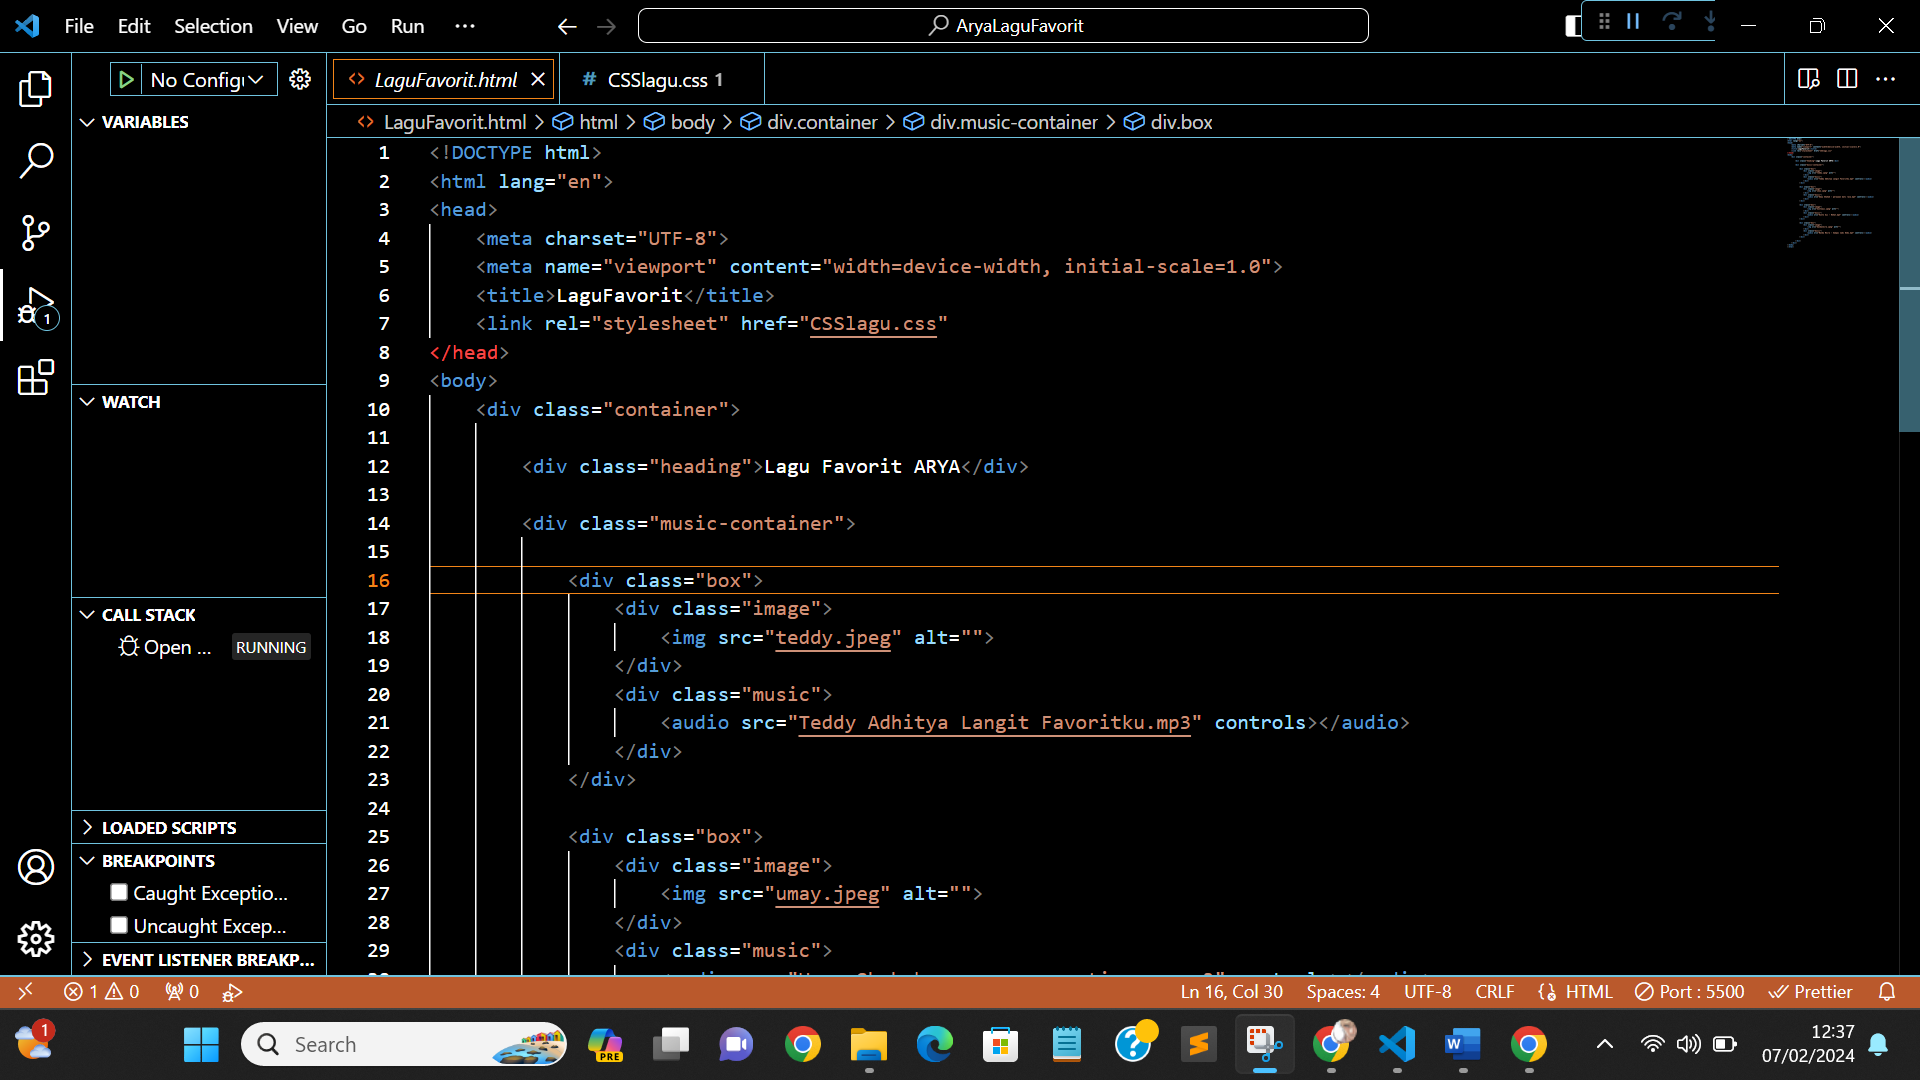 File Edit Selection View Go Run ···
AryaLaguFavorit
No Config
LaguFavorit.html
# CSSlagu.css 1
LaguFavorit.html > html > body > div.container > div.music-container > div.box
VARIABLES
WATCH
CALL STACK
Open ... RUNNING
LOADED SCRIPTS
BREAKPOINTS
Caught Exceptio...
Uncaught Excep...
EVENT LISTENER BREAKP...
1 <!DOCTYPE html>
2 <html lang="en">
3 <head>
4 <meta charset="UTF-8">
5 <meta name="viewport" content="width=device-width, initial-scale=1.0">
6 <title>LaguFavorit</title>
7 <link rel="stylesheet" href="CSSlagu.css"
8 </head>
9 <body>
10 <div class="container">
11
12 <div class="heading">Lagu Favorit ARYA</div>
13
14 <div class="music-container">
15
16 <div class="box">
17 <div class="image">
18 <img src="teddy.jpeg" alt="">
19 </div>
20 <div class="music">
21 <audio src="Teddy Adhitya Langit Favoritku.mp3" controls></audio>
22 </div>
23 </div>
24
25 <div class="box">
26 <div class="image">
27 <img src="umay.jpeg" alt="">
28 </div>
29 <div class="music">
1 0 0
Ln 16, Col 30 Spaces: 4 UTF-8 CRLF {} HTML Port : 5500 Prettier
1
Search
PRE
12:37
07/02/2024